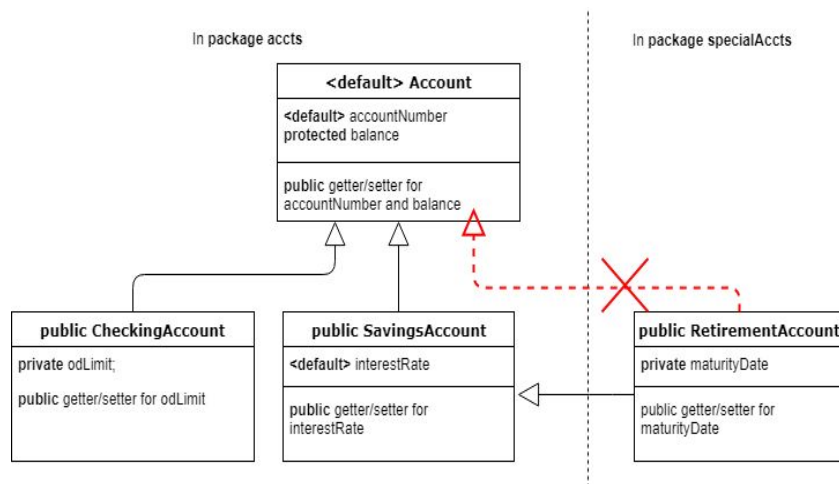 In package accts
In package specialAccts
<default> Account
<default> accountNumber
protected balance
public getter/setter for
accountNumber and balance
public CheckingAccount
private odLimit;
public getter/setter for odLimit
public SavingsAccount
<default> interestRate
public getter/setter for
interestRate
public RetirementAccount
private maturityDate
public getter/setter for
maturityDate